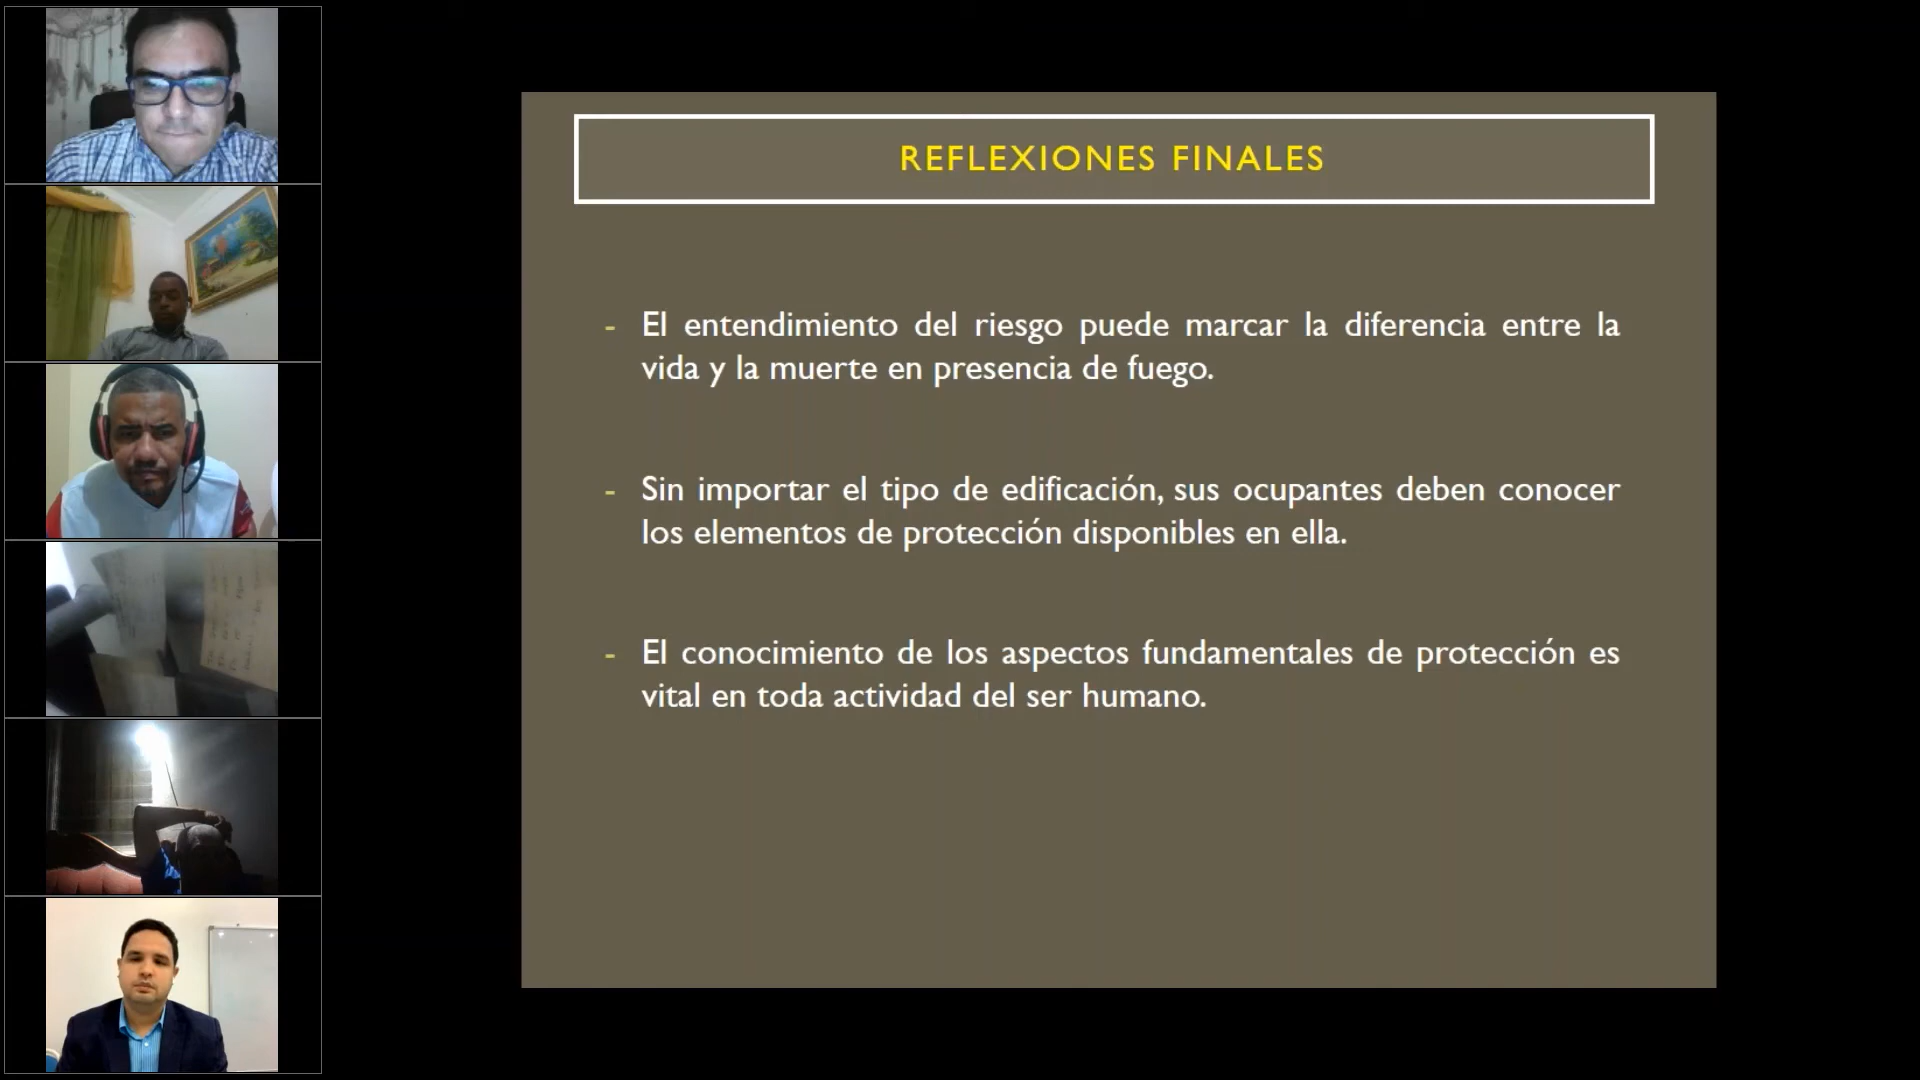 REFLEXIONES FINALES
- El entendimiento del riesgo puede marcar la diferencia entre la
vida y la muerte en presencia de fuego.
- Sin importar el tipo de edificación, sus ocupantes deben conocer
los elementos de protección disponibles en ella.
- El conocimiento de los aspectos fundamentales de protección es
vital en toda actividad del ser humano.